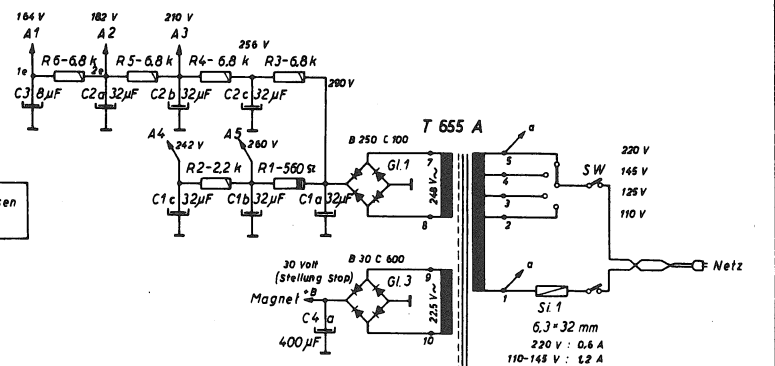 164 V
182 V
210 V
A1
A2
A3
256 V
R6-6,8 k
R5-6,8 k
R4-6,8 k
R3-6,8k
1e
2e
290V
C3 8µF
C2a 32µF
C2b 32µF
C2c 32µF
T 655 A
A4
A5
242 V
260 V
B 250 C 100
R2-2,2 k
R1-560 Ω
Gl.1
C1c 32µF
C1b 32µF
C1a 32µF
7
248 V~
8
a
5
4
3
2
SW
220 V
145 V
125 V
110 V
sen
30 Volt
(Stellung Stop)
B 30 C 600
Magnet +B
Gl.3
C4 a
400µF
9
22.5 V~
10
a
1
Netz
Si.1
6,3 × 32 mm
220 V : 0,6 A
110-145 V : 1,2 A